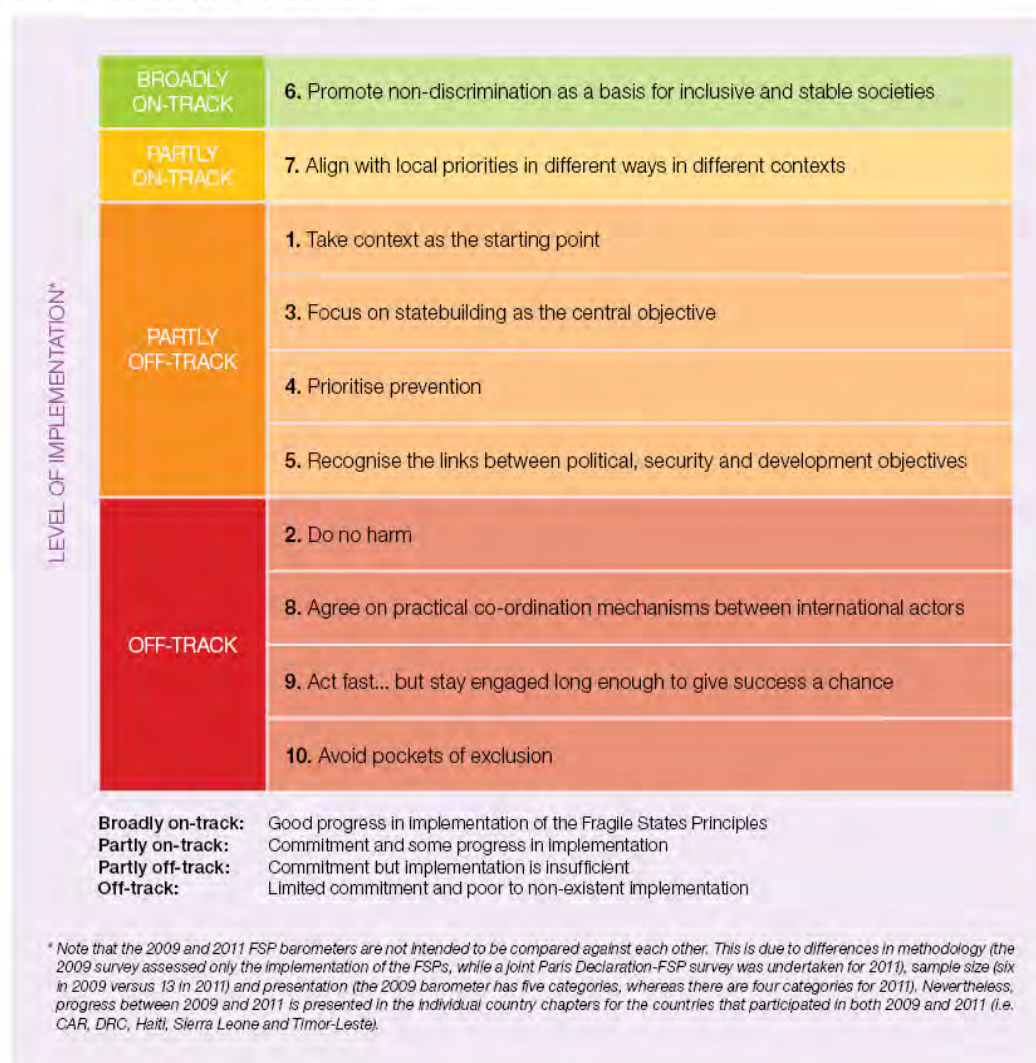 BROADLY
ON-TRACK
6. Promote non-discrimination as a basis for inclusive and stable societies
PARTLY
ON-TRACK
7. Align with local priorities in different ways in different contexts
LEVEL OF IMPLEMENTATION*
PARTLY
OFF-TRACK
1. Take context as the starting point
3. Focus on statebuilding as the central objective
4. Prioritise prevention
5. Recognise the links between political, security and development objectives
OFF-TRACK
2. Do no harm
8. Agree on practical co-ordination mechanisms between international actors
9. Act fast... but stay engaged long enough to give success a chance
10. Avoid pockets of exclusion
Broadly on-track: Good progress in implementation of the Fragile States Principles
Partly on-track: Commitment and some progress in implementation
Partly off-track: Commitment but implementation is insufficient
Off-track: Limited commitment and poor to non-existent implementation
* Note that the 2009 and 2011 FSP barometers are not intended to be compared against each other. This is due to differences in methodology (the
2009 survey assessed only the implementation of the FSPs, while a joint Paris Declaration-FSP survey was undertaken for 2011), sample size (six
in 2009 versus 13 in 2011) and presentation (the 2009 barometer has five categories, whereas there are four categories for 2011). Nevertheless,
progress between 2009 and 2011 is presented in the individual country chapters for the countries that participated in both 2009 and 2011 (i.e.
CAR, DRC, Haiti, Sierra Leone and Timor-Leste).